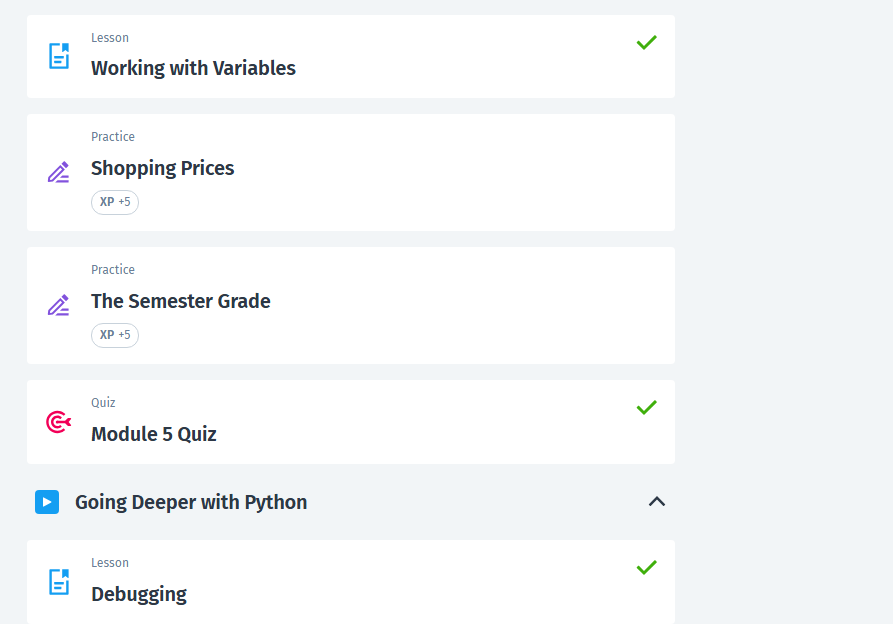 Lesson
Working with Variables
Practice
Shopping Prices
XP +5
Practice
The Semester Grade
XP +5
Quiz
Module 5 Quiz
Going Deeper with Python
Lesson
Debugging